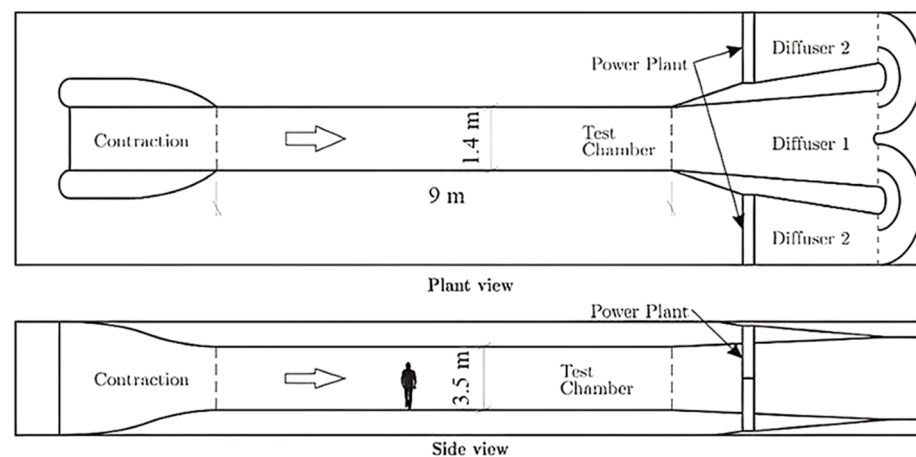 Diffuser 2
Power Plant
Contraction
1.4 m
Test
Chamber
Diffuser 1
9 m
Diffuser 2
Plant view
Power Plant
Contraction
3.5 m
Test
Chamber
Side view